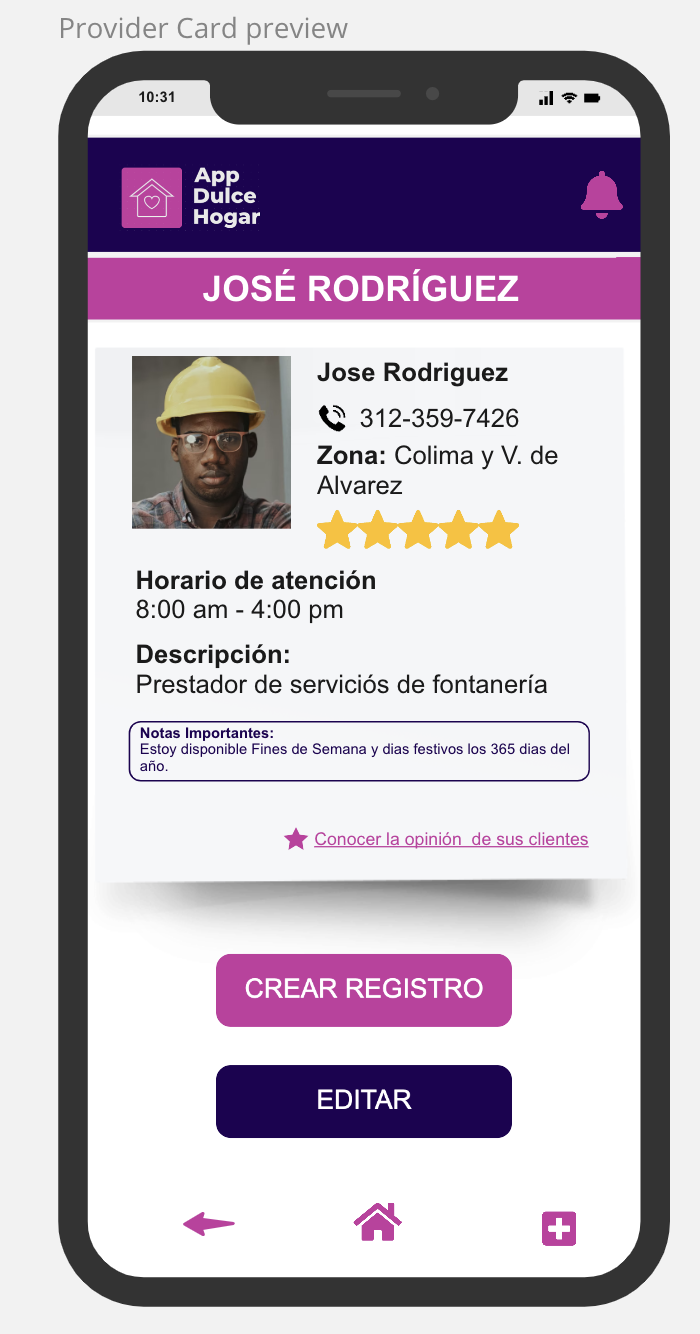 Provider Card preview
10:31
App
Dulce
Hogar
JOSÉ RODRÍGUEZ
Jose Rodriguez
312-359-7426
Zona: Colima y V. de
Alvarez
Horario de atención
8:00 am - 4:00 pm
Descripción:
Prestador de serviciós de fontanería
Notas Importantes:
Estoy disponible Fines de Semana y dias festivos los 365 dias del
año.
Conocer la opinión  de sus clientes
CREAR REGISTRO
EDITAR